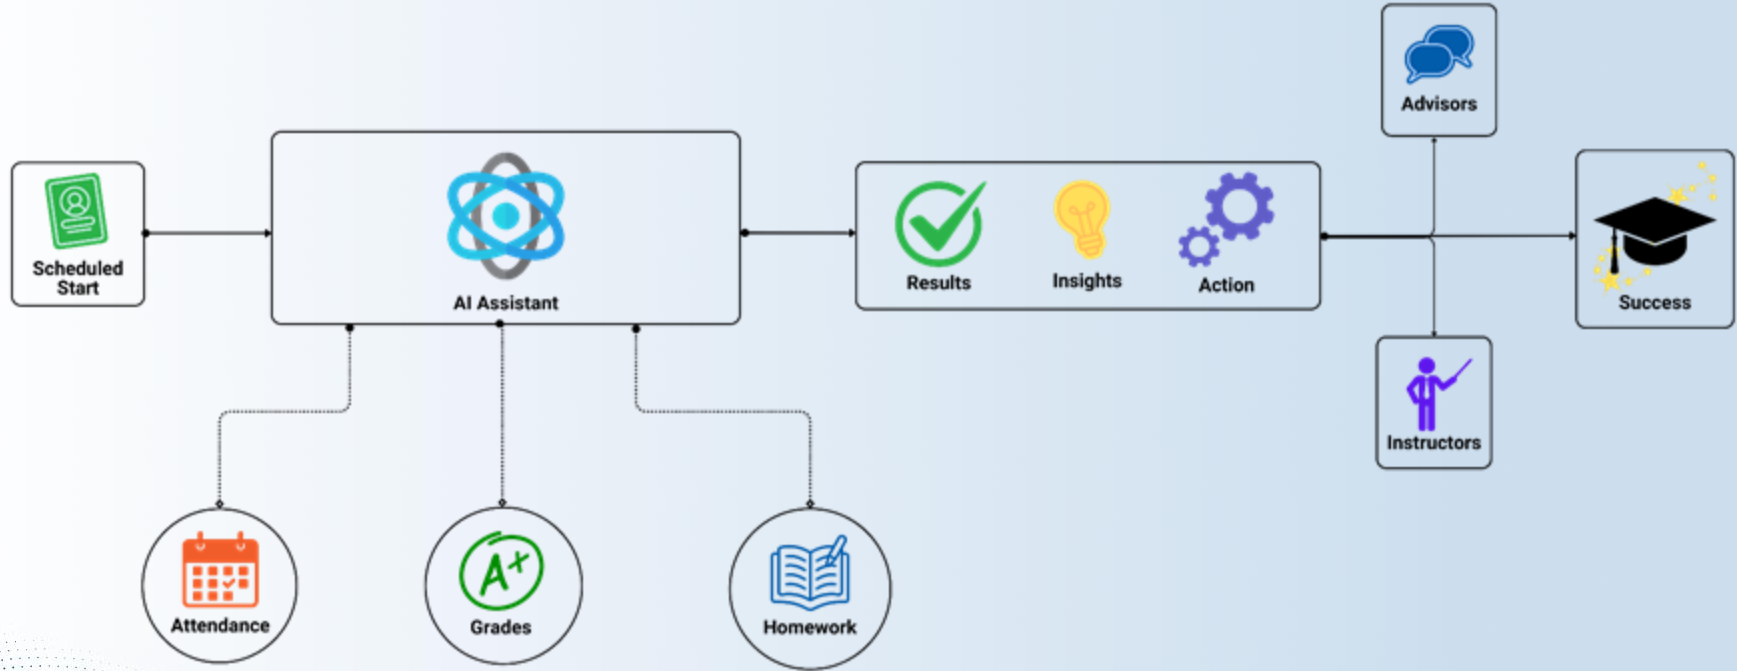 Advisors
Scheduled
Start
AI Assistant
Results
Insights
Action
Success
Instructors
A+
Attendance
Grades
Homework